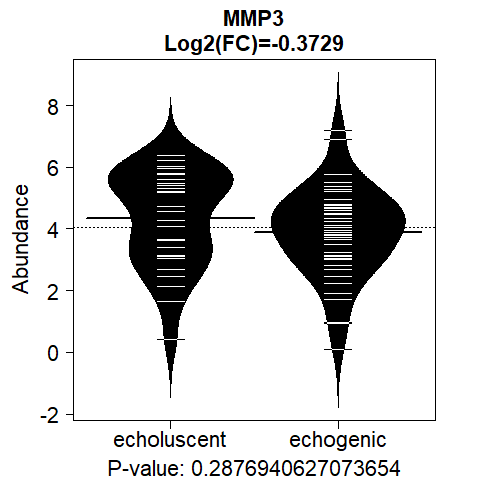 MMP3
Log2(FC)=-0.3729
Abundance
8
6
4
2
0
-2
echoluscent echogenic
P-value: 0.2876940627073654